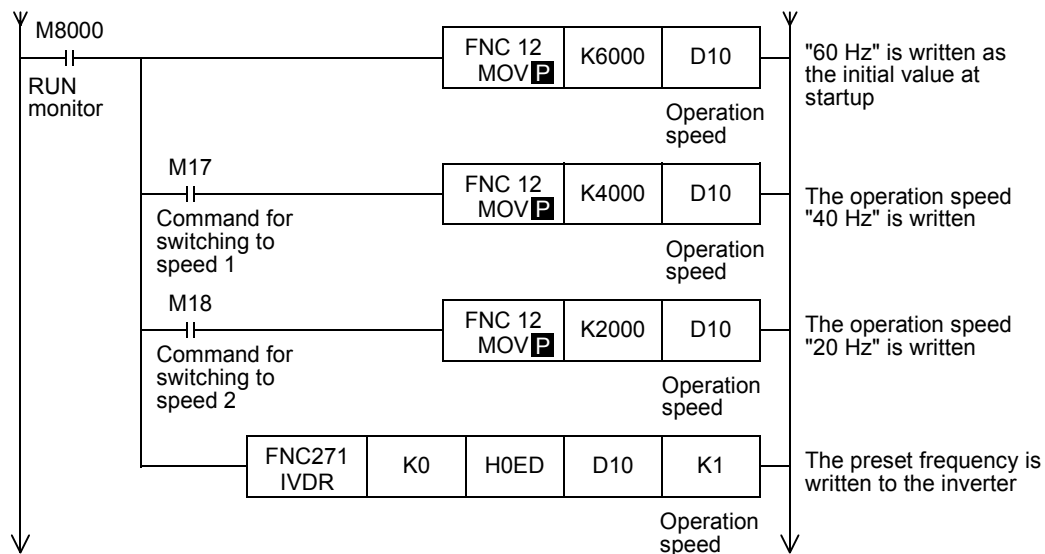 M8000
RUN
monitor
FNC 12
MOV P
K6000
D10
Operation
speed
"60 Hz" is written as
the initial value at
startup
M17
Command for
switching to
speed 1
FNC 12
MOV P
K4000
D10
Operation
speed
The operation speed
"40 Hz" is written
M18
Command for
switching to
speed 2
FNC 12
MOV P
K2000
D10
Operation
speed
The operation speed
"20 Hz" is written
FNC271
IVDR
K0
H0ED
D10
K1
Operation
speed
The preset frequency is
written to the inverter